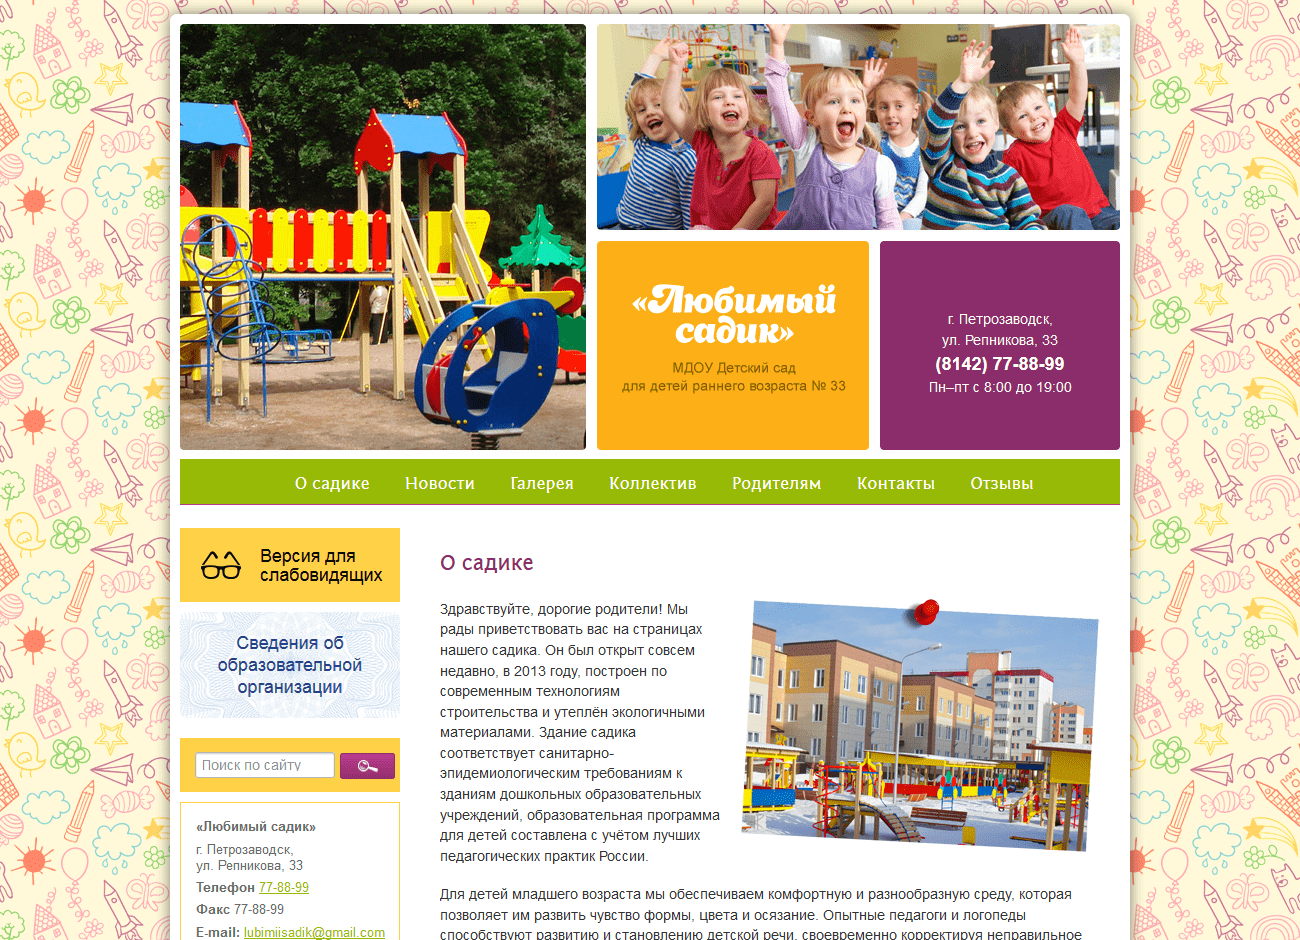 «Любимый
садик»
МДОУ Детский сад
для детей раннего возраста № 33
г. Петрозаводск,
ул. Репникова, 33
(8142) 77-88-99
Пн–пт с 8:00 до 19:00
О садике
Новости
Галерея
Коллектив
Родителям
Контакты
Отзывы
Версия для
слабовидящих
Сведения об
образовательной
организации
Поиск по сайту
«Любимый садик»
г. Петрозаводск,
ул. Репникова, 33
Телефон 77-88-99
Факс 77-88-99
E-mail: lubimiisadik@gmail.com
О садике
Здравствуйте, дорогие родители! Мы
рады приветствовать вас на страницах
нашего садика. Он был открыт совсем
недавно, в 2013 году, построен по
современным технологиям
строительства и утеплён экологичными
материалами. Здание садика
соответствует санитарно-
эпидемиологическим требованиям к
зданиям дошкольных образовательных
учреждений, образовательная программа
для детей составлена с учётом лучших
педагогических практик России.
Для детей младшего возраста мы обеспечиваем комфортную и разнообразную среду, которая
позволяет им развить чувство формы, цвета и осязание. Опытные педагоги и логопеды
способствуют развитию и становлению детской речи, своевременно корректируя неправильное